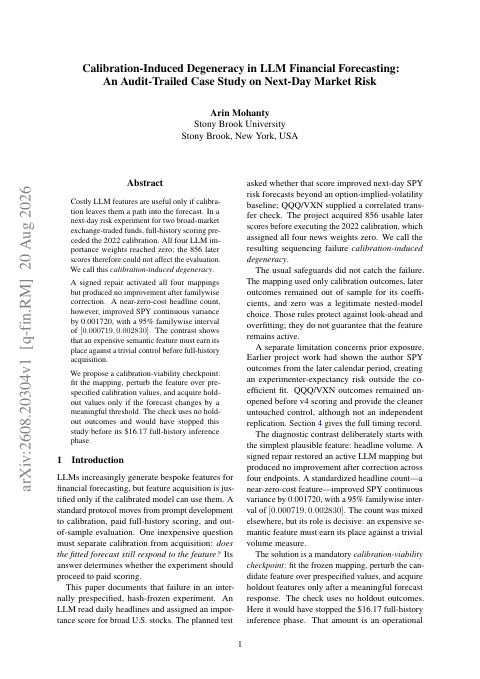 Calibration-Induced Degeneracy in LLM Financial Forecasting:
An Audit-Trailed Case Study on Next-Day Market Risk
Arin Mohanty
Stony Brook University
Stony Brook, New York, USA
arXiv:2608.20304v1 [q-fin.RM] 20 Aug 2026
Abstract
Costly LLM features are useful only if calibra-
tion leaves them a path into the forecast. In a
next-day risk experiment for two broad-market
exchange-traded funds, full-history scoring pre-
ceded the 2022 calibration. All four LLM im-
portance weights reached zero; the 856 later
scores therefore could not affect the evaluation.
We call this calibration-induced degeneracy.
A signed repair activated all four mappings
but produced no improvement after familywise
correction. A near-zero-cost headline count,
however, improved SPY continuous variance
by 0.001720, with a 95% familywise interval
of [0.000719, 0.002830]. The contrast shows
that an expensive semantic feature must earn its
place against a trivial control before full-history
acquisition.
We propose a calibration-viability checkpoint:
fit the mapping, perturb the feature over pre-
specified calibration values, and acquire hold-
out values only if the forecast changes by a
meaningful threshold. The check uses no hold-
out outcomes and would have stopped this
study before its $16.17 full-history inference
phase.
1 Introduction
LLMs increasingly generate bespoke features for
financial forecasting, but feature acquisition is jus-
tified only if the calibrated model can use them. A
standard protocol moves from prompt development
to calibration, paid full-history scoring, and out-
of-sample evaluation. One inexpensive question
must separate calibration from acquisition: does
the fitted forecast still respond to the feature? Its
answer determines whether the experiment should
proceed to paid scoring.
This paper documents that failure in an inter-
nally prespecified, hash-frozen experiment. An
LLM read daily headlines and assigned an impor-
tance score for broad U.S. stocks. The planned test
asked whether that score improved next-day SPY
risk forecasts beyond an option-implied-volatility
baseline; QQQ/VXN supplied a correlated trans-
fer check. The project acquired 856 usable later
scores before executing the 2022 calibration, which
assigned all four news weights zero. We call the
resulting sequencing failure calibration-induced
degeneracy.
The usual safeguards did not catch the failure.
The mapping used only calibration outcomes, later
outcomes remained out of sample for its coeffi-
cients, and zero was a legitimate nested-model
choice. Those rules protect against look-ahead and
overfitting; they do not guarantee that the feature
remains active.
A separate limitation concerns prior exposure.
Earlier project work had shown the author SPY
outcomes from the later calendar period, creating
an experimenter-expectancy risk outside the co-
efficient fit. QQQ/VXN outcomes remained un-
opened before v4 scoring and provide the cleaner
untouched control, although not an independent
replication. Section 4 gives the full timing record.
The diagnostic contrast deliberately starts with
the simplest plausible feature: headline volume. A
signed repair restored an active LLM mapping but
produced no improvement after correction across
four endpoints. A standardized headline count—a
near-zero-cost feature—improved SPY continuous
variance by 0.001720, with a 95% familywise inter-
val of [0.000719, 0.002830]. The count was mixed
elsewhere, but its role is decisive: an expensive se-
mantic feature must earn its place against a trivial
volume measure.
The solution is a mandatory calibration-viability
checkpoint: fit the frozen mapping, perturb the can-
didate feature over prespecified values, and acquire
holdout features only after a meaningful forecast
response. The check uses no holdout outcomes.
Here it would have stopped the $16.17 full-history
inference phase. That amount is an operational
1